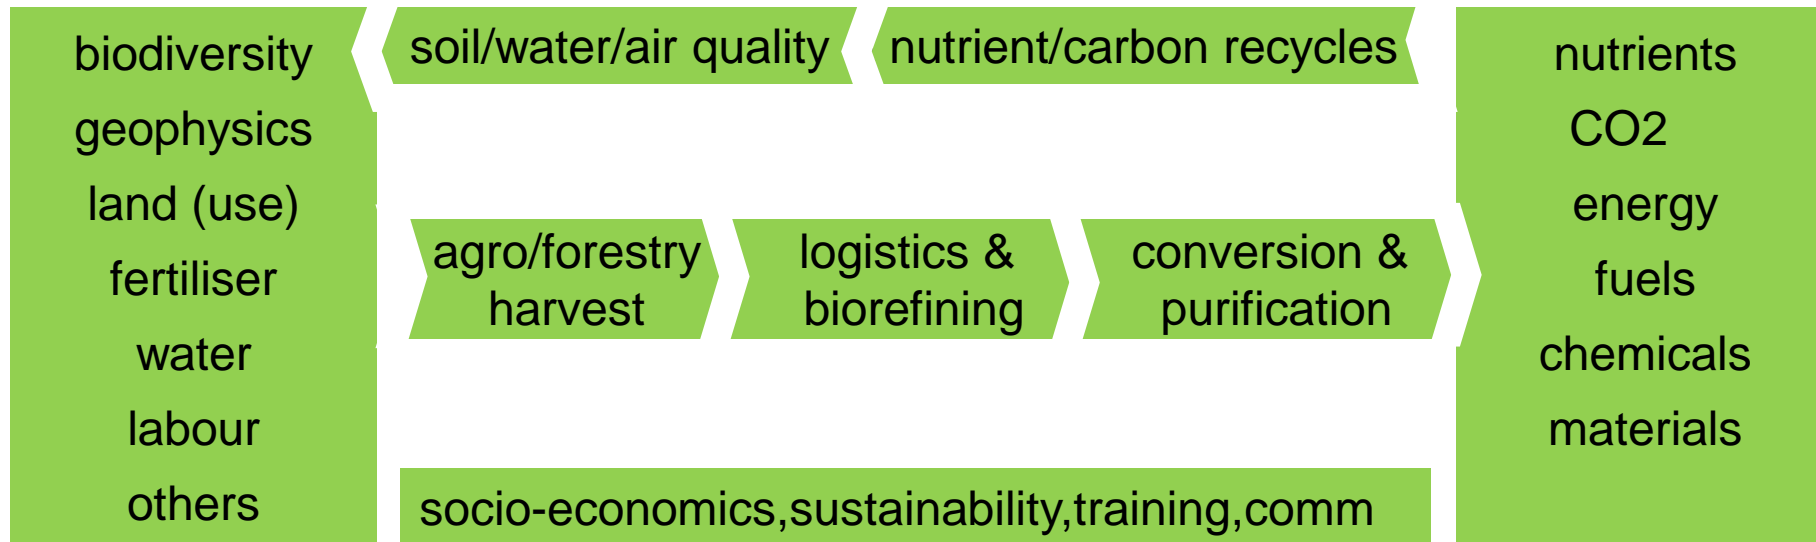 biodiversity
geophysics
land (use)
fertiliser
water
labour
others
soil/water/air quality
nutrient/carbon recycles
agro/forestry
harvest
logistics &
biorefining
conversion &
purification
socio-economics,sustainability,training,comm
nutrients
CO2
energy
fuels
chemicals
materials